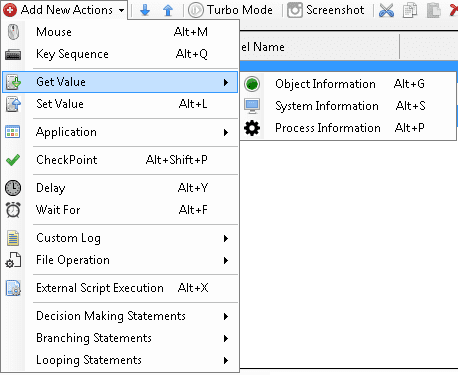 Add New Actions Turbo Mode Screenshot
Mouse Alt+M
Key Sequence Alt+Q
el Name
Get Value
Object Information Alt+G
Set Value Alt+L
System Information Alt+S
Application
Process Information Alt+P
CheckPoint Alt+Shift+P
Delay Alt+Y
Wait For Alt+F
Custom Log
File Operation
External Script Execution Alt+X
Decision Making Statements
Branching Statements
Looping Statements